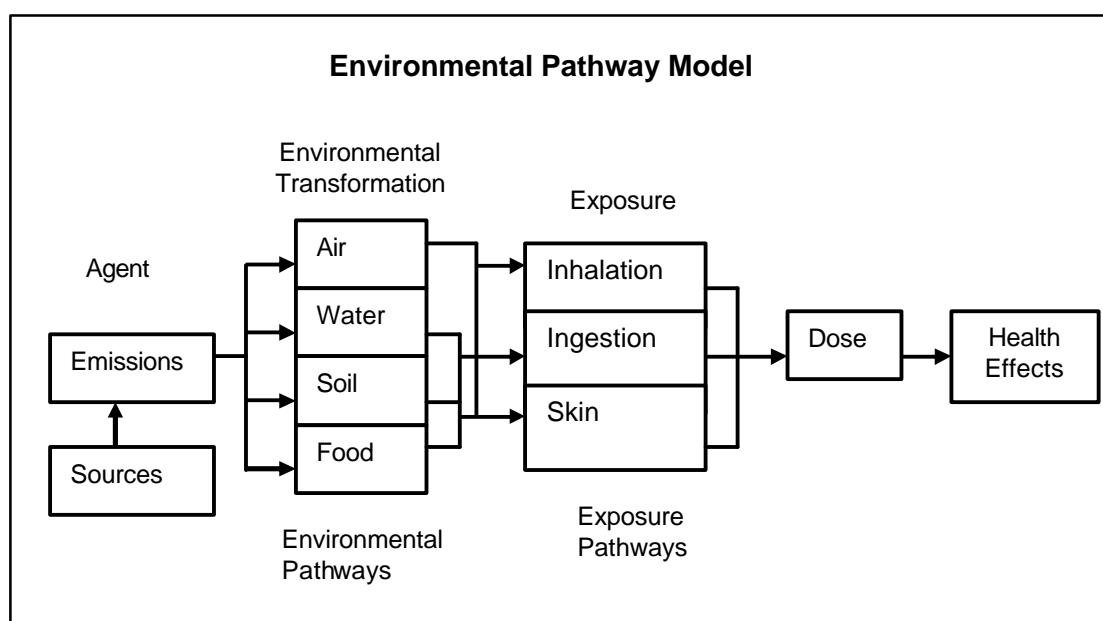 Environmental Pathway Model
Environmental
Transformation
Exposure
Agent
Air
Water
Soil
Food
Inhalation
Ingestion
Skin
Emissions
Sources
Dose
Health
Effects
Environmental
Pathways
Exposure
Pathways